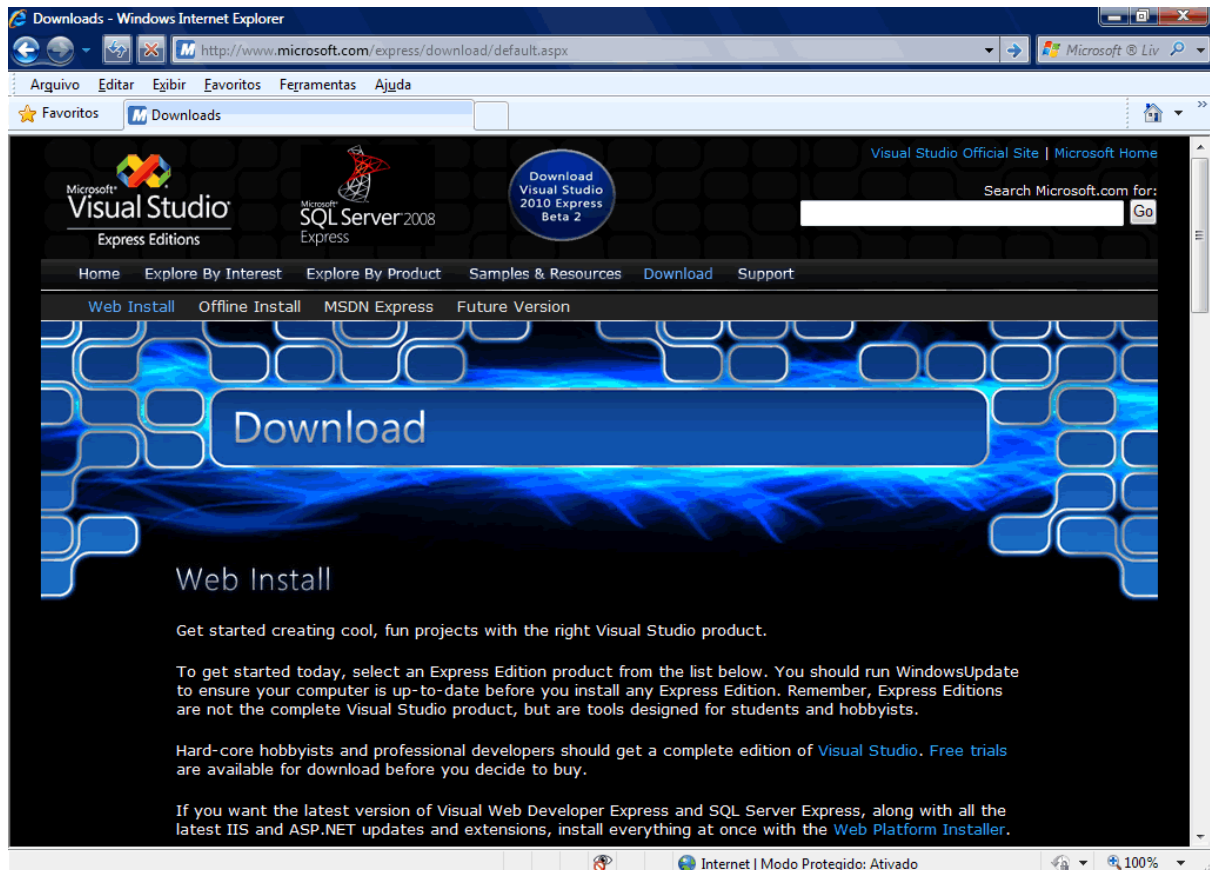 Downloads - Windows Internet Explorer
http://www.microsoft.com/express/download/default.aspx
Microsoft ® Liv
Arquivo Editar Exibir Favoritos Ferramentas Ajuda
Favoritos Downloads
Visual Studio Official Site | Microsoft Home
Microsoft®
Visual Studio®
Express Editions
Microsoft®
SQL Server®2008
Express
Download
Visual Studio
2010 Express
Beta 2
Search Microsoft.com for:
Go
Home Explore By Interest Explore By Product Samples & Resources Download Support
Web Install Offline Install MSDN Express Future Version
Download
Web Install
Get started creating cool, fun projects with the right Visual Studio product.
To get started today, select an Express Edition product from the list below. You should run WindowsUpdate
to ensure your computer is up-to-date before you install any Express Edition. Remember, Express Editions
are not the complete Visual Studio product, but are tools designed for students and hobbyists.
Hard-core hobbyists and professional developers should get a complete edition of Visual Studio. Free trials
are available for download before you decide to buy.
If you want the latest version of Visual Web Developer Express and SQL Server Express, along with all the
latest IIS and ASP.NET updates and extensions, install everything at once with the Web Platform Installer.
Internet | Modo Protegido: Ativado
100%